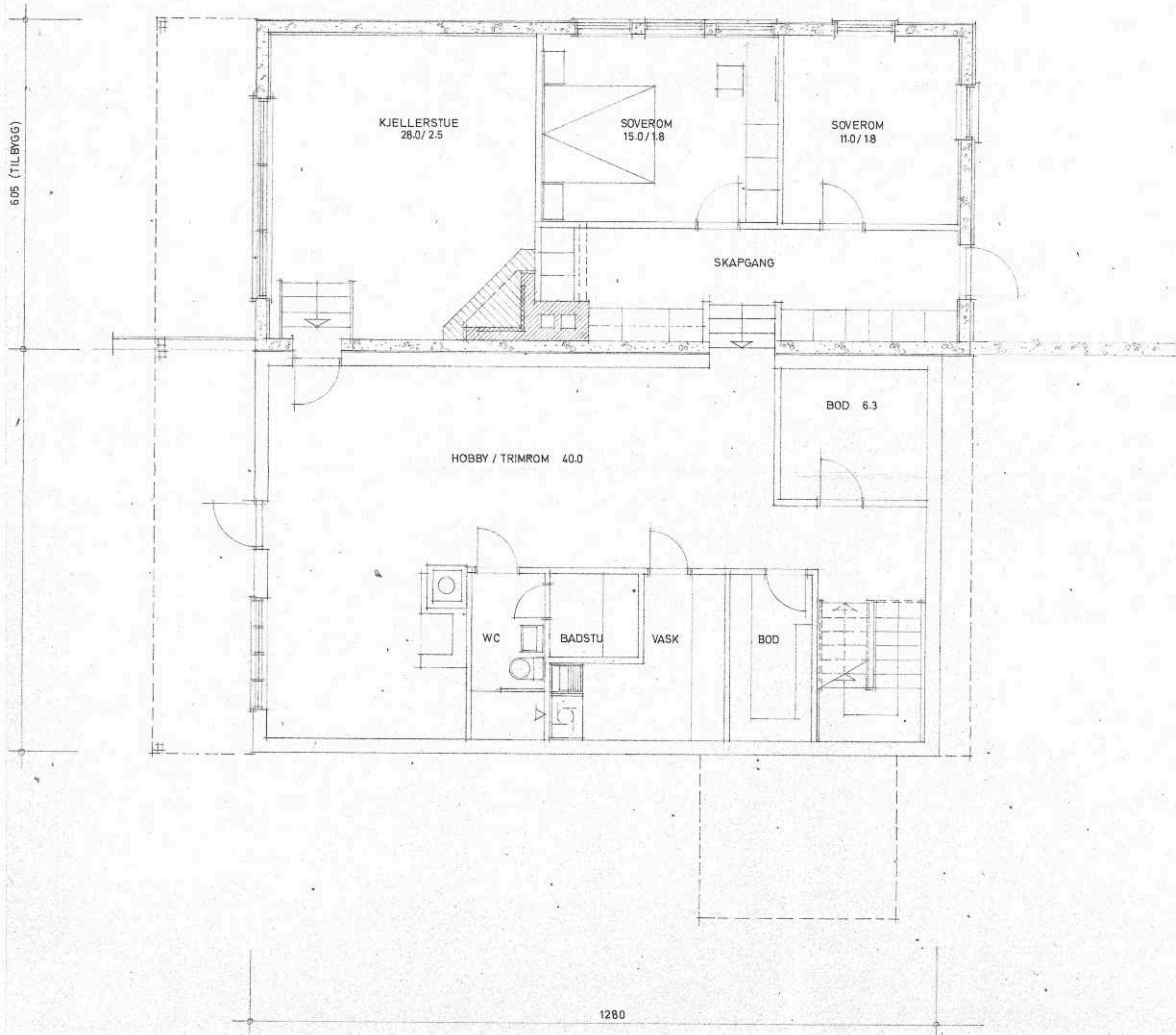 605 (TILBYGG)
KJELLERSTUE
28.0/ 2.5
SOVEROM
15.0/ 1.8
SOVEROM
11.0/ 1.8
SKAPGANG
BOD 6.3
HOBBY / TRIMROM 40.0
WC
BADSTU
VASK
BOD
1280